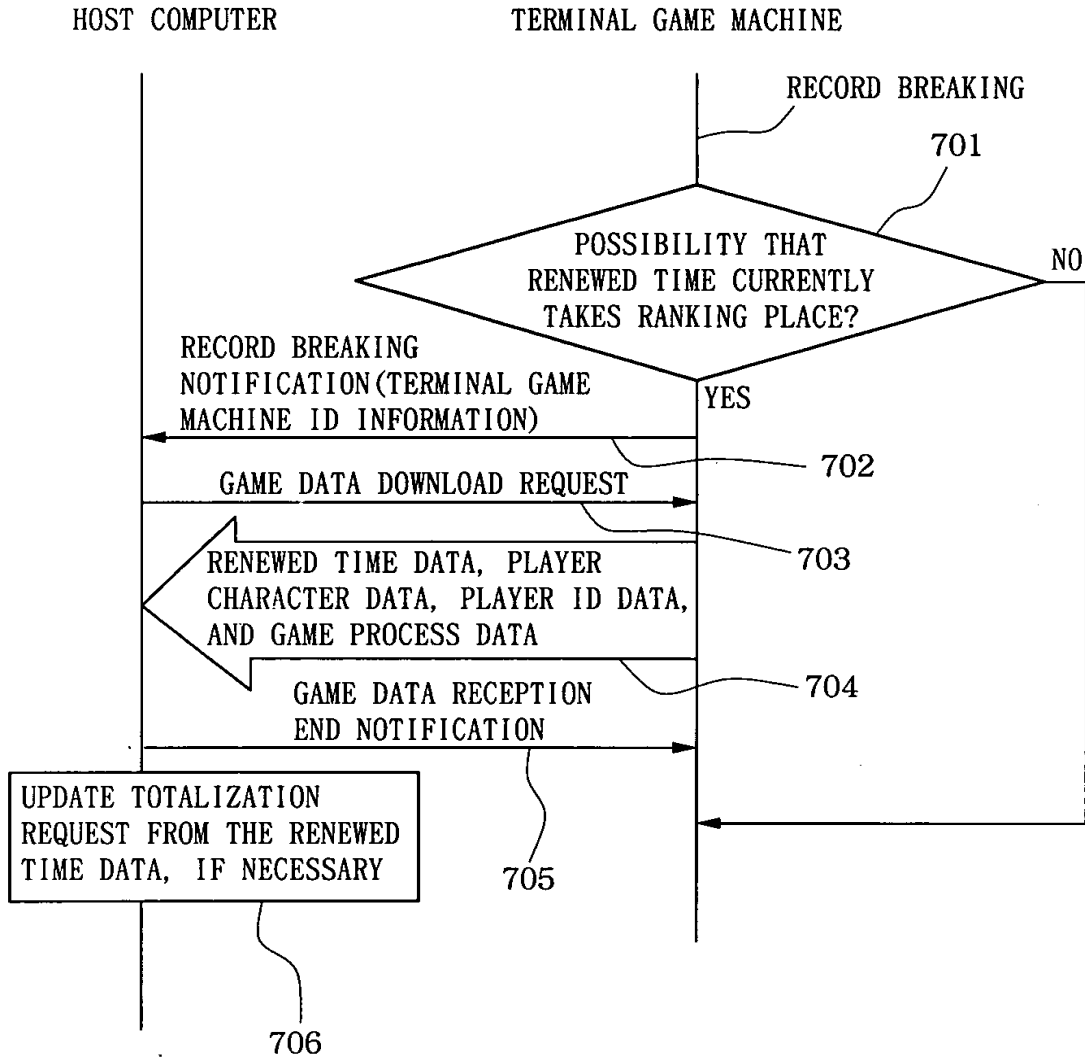 HOST COMPUTER
TERMINAL GAME MACHINE
RECORD BREAKING
701
POSSIBILITY THAT
RENEWED TIME CURRENTLY
TAKES RANKING PLACE?
NO
YES
RECORD BREAKING
NOTIFICATION(TERMINAL GAME
MACHINE ID INFORMATION)
702
GAME DATA DOWNLOAD REQUEST
703
RENEWED TIME DATA, PLAYER
CHARACTER DATA, PLAYER ID DATA,
AND GAME PROCESS DATA
704
GAME DATA RECEPTION
END NOTIFICATION
705
UPDATE TOTALIZATION
REQUEST FROM THE RENEWED
TIME DATA, IF NECESSARY
706